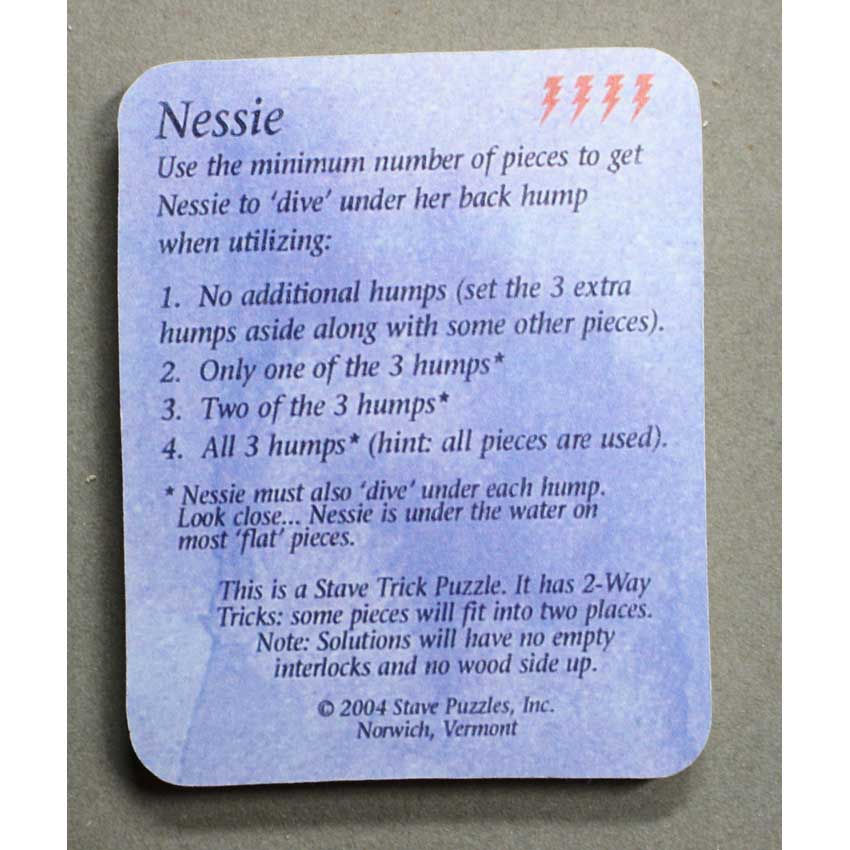 Nessie
Use the minimum number of pieces to get
Nessie to ‘dive’ under her back hump
when utilizing:
1. No additional humps (set the 3 extra
humps aside along with some other pieces).
2. Only one of the 3 humps*
3. Two of the 3 humps*
4. All 3 humps* (hint: all pieces are used).
* Nessie must also ‘dive’ under each hump.
Look close... Nessie is under the water on
most ‘flat’ pieces.
This is a Stave Trick Puzzle. It has 2-Way
Tricks: some pieces will fit into two places.
Note: Solutions will have no empty
interlocks and no wood side up.
© 2004 Stave Puzzles, Inc.
Norwich, Vermont